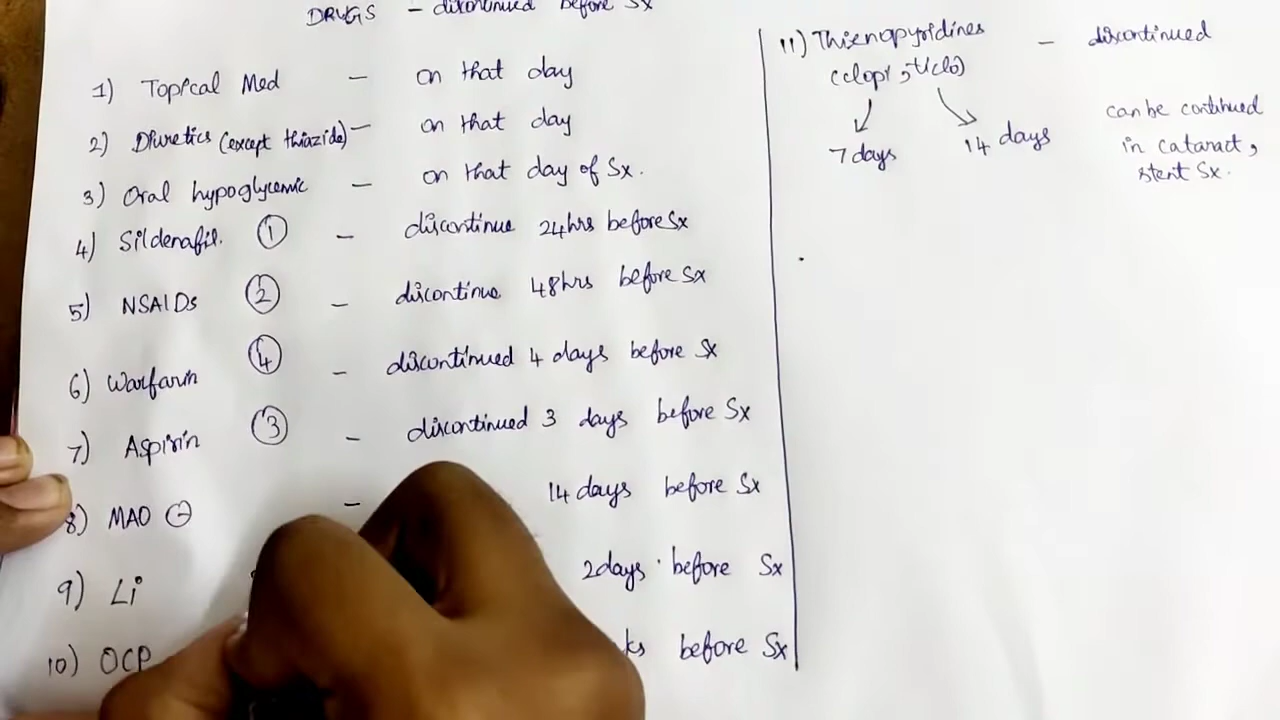 DRUGS - discontinued before Sx
1) Topical Med - on that day
2) Diuretics (except thiazide) - on that day
3) Oral hypoglycemic - on that day of Sx.
4) Sildenafil. 1 - discontinue 24hrs before Sx
5) NSAIDs 2 - discontinue 48hrs before Sx
6) Warfarin 4 - discontinued 4 days before Sx
7) Aspirin 3 - discontinued 3 days before Sx
8) MAO - - 14 days before Sx
9) Li 2days before Sx
10) OCP before Sx
11) Thienopyridines - discontinued
(clopi, ticlo)
7 days 14 days
can be continued
in cataract,
stent Sx.